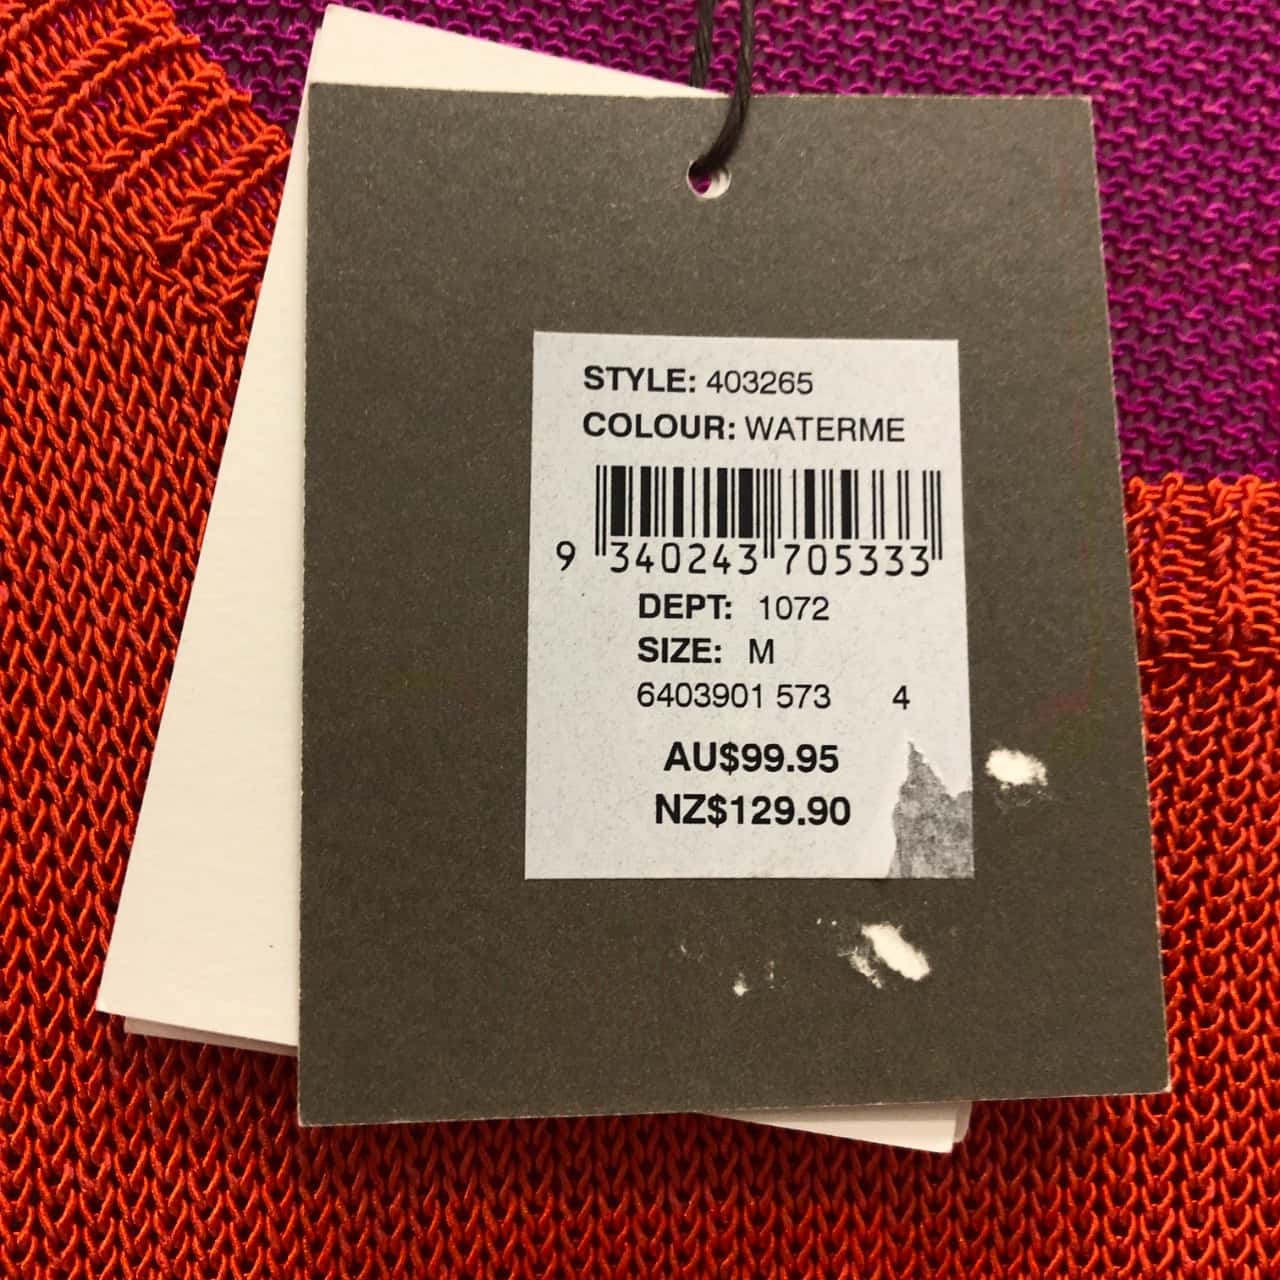 STYLE: 403265
COLOUR: WATERME
9 340243 705333
DEPT: 1072
SIZE: M
6403901 573 4
AU$99.95
NZ$129.90